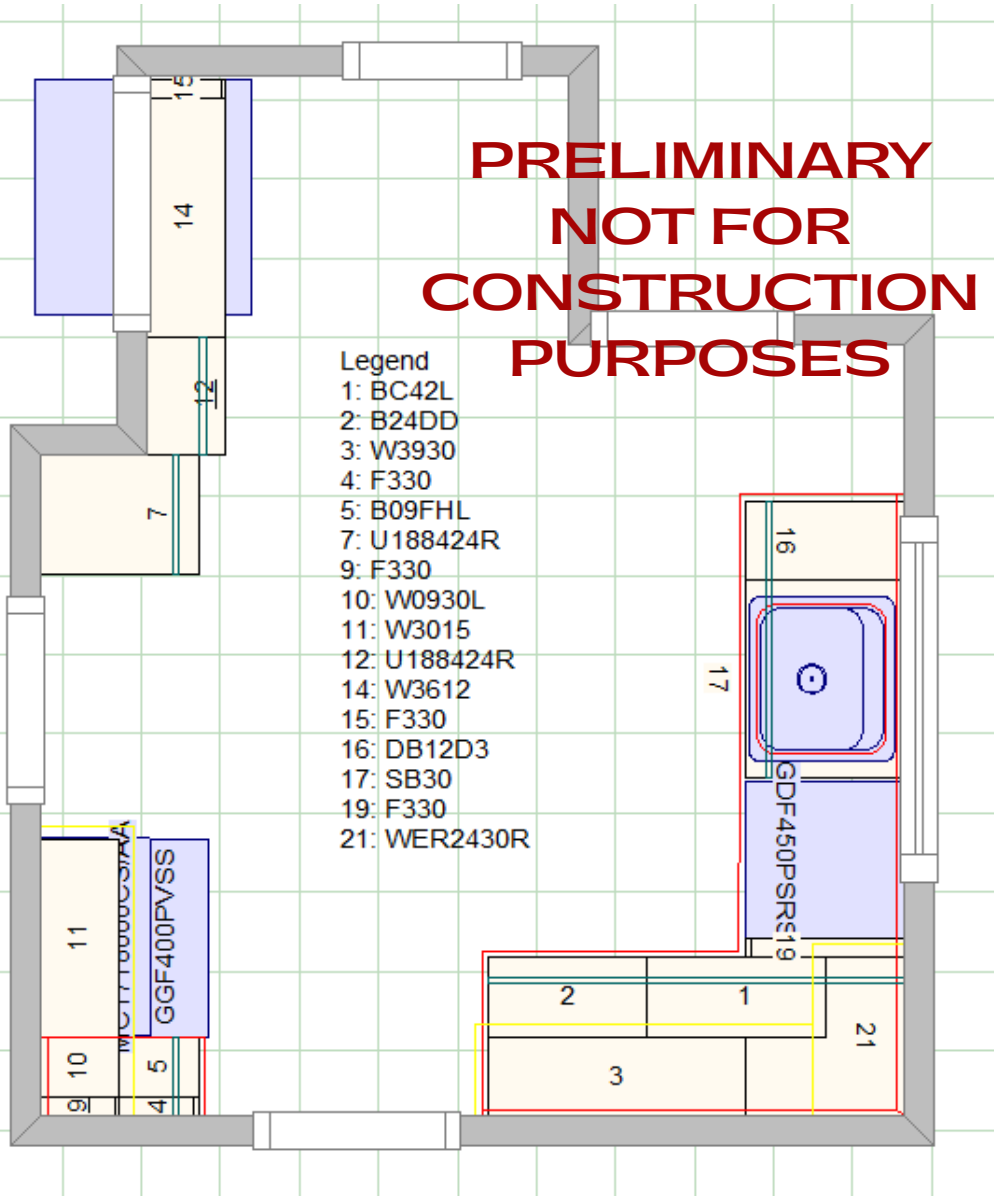 15
PRELIMINARY
NOT FOR
CONSTRUCTION
PURPOSES
14
12
Legend
1: BC42L
2: B24DD
3: W3930
4: F330
5: B09FHL
7: U188424R
9: F330
10: W0930L
11: W3015
12: U188424R
14: W3612
15: F330
16: DB12D3
17: SB30
19: F330
21: WER2430R
7
16
17
19
GGF400PVSS
11
10
5
9
4
2
1
3
21